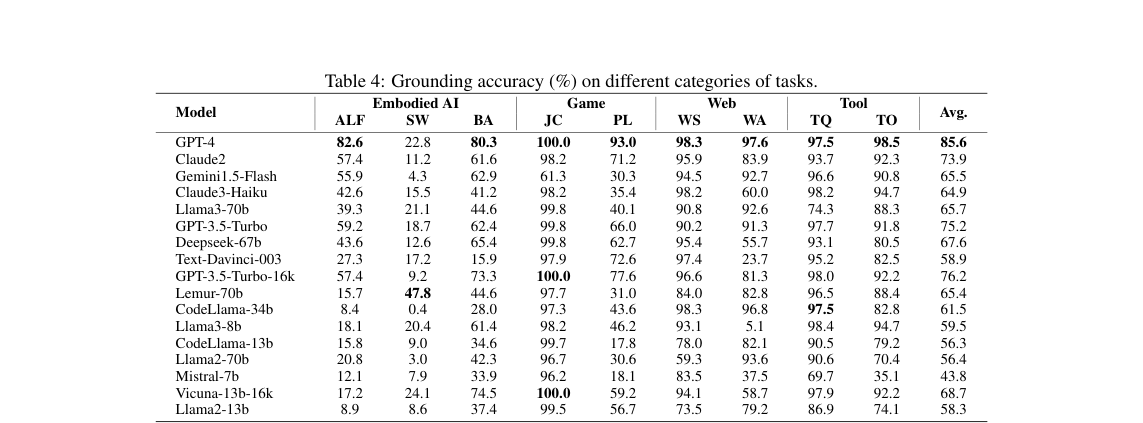 Table 4: Grounding accuracy (%) on different categories of tasks.
Model Embodied AI Game Web Tool Avg.
ALF SW BA JC PL WS WA TQ TO
GPT-4 82.6 22.8 80.3 100.0 93.0 98.3 97.6 97.5 98.5 85.6
Claude2 57.4 11.2 61.6 98.2 71.2 95.9 83.9 93.7 92.3 73.9
Gemini1.5-Flash 55.9 4.3 62.9 61.3 30.3 94.5 92.7 96.6 90.8 65.5
Claude3-Haiku 42.6 15.5 41.2 98.2 35.4 98.2 60.0 98.2 94.7 64.9
Llama3-70b 39.3 21.1 44.6 99.8 40.1 90.8 92.6 74.3 88.3 65.7
GPT-3.5-Turbo 59.2 18.7 62.4 99.8 66.0 90.2 91.3 97.7 91.8 75.2
Deepseek-67b 43.6 12.6 65.4 99.8 62.7 95.4 55.7 93.1 80.5 67.6
Text-Davinci-003 27.3 17.2 15.9 97.9 72.6 97.4 23.7 95.2 82.5 58.9
GPT-3.5-Turbo-16k 57.4 9.2 73.3 100.0 77.6 96.6 81.3 98.0 92.2 76.2
Lemur-70b 15.7 47.8 44.6 97.7 31.0 84.0 82.8 96.5 88.4 65.4
CodeLlama-34b 8.4 0.4 28.0 97.3 43.6 98.3 96.8 97.5 82.8 61.5
Llama3-8b 18.1 20.4 61.4 98.2 46.2 93.1 5.1 98.4 94.7 59.5
CodeLlama-13b 15.8 9.0 34.6 99.7 17.8 78.0 82.1 90.5 79.2 56.3
Llama2-70b 20.8 3.0 42.3 96.7 30.6 59.3 93.6 90.6 70.4 56.4
Mistral-7b 12.1 7.9 33.9 96.2 18.1 83.5 37.5 69.7 35.1 43.8
Vicuna-13b-16k 17.2 24.1 74.5 100.0 59.2 94.1 58.7 97.9 92.2 68.7
Llama2-13b 8.9 8.6 37.4 99.5 56.7 73.5 79.2 86.9 74.1 58.3